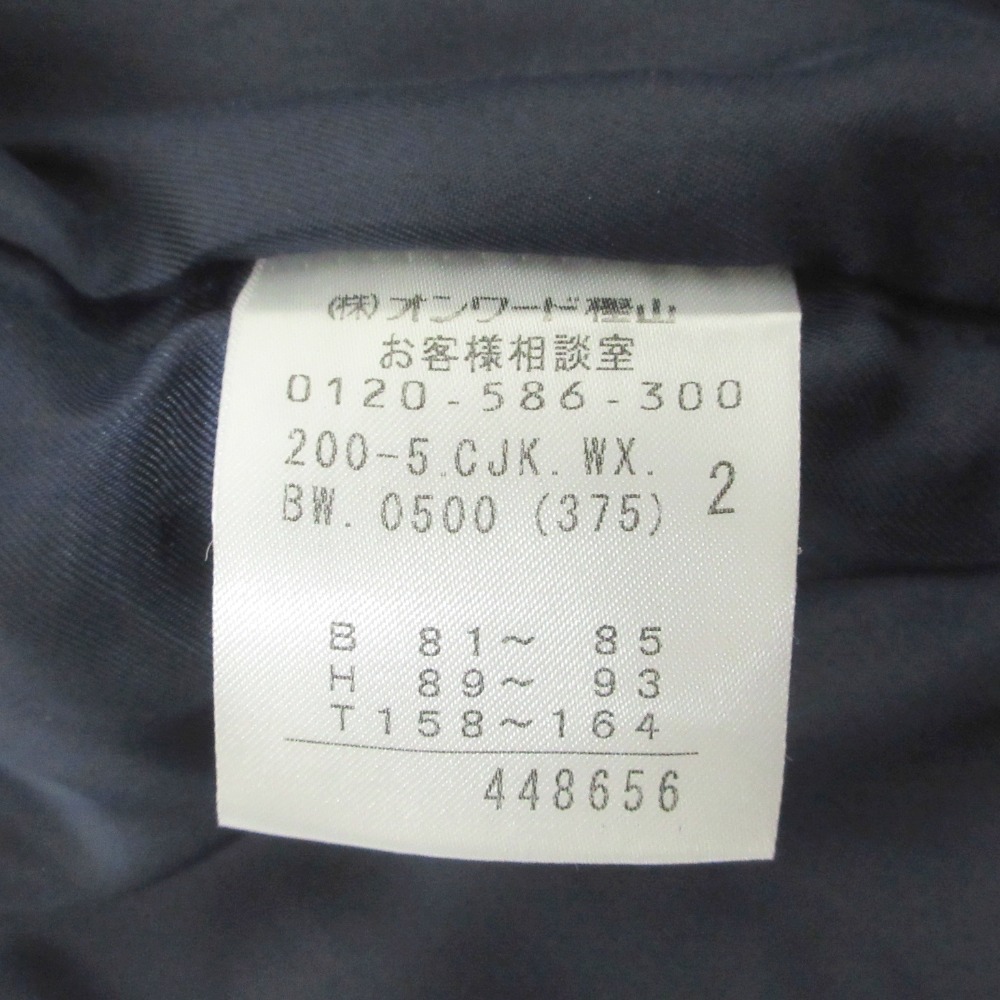 (株)オンワード樫山
お客様相談室
0120-586-300
200-5.CJK.WX.
BW.0500(375) 2
B 81～ 85
H 89～ 93
T158～164
448656